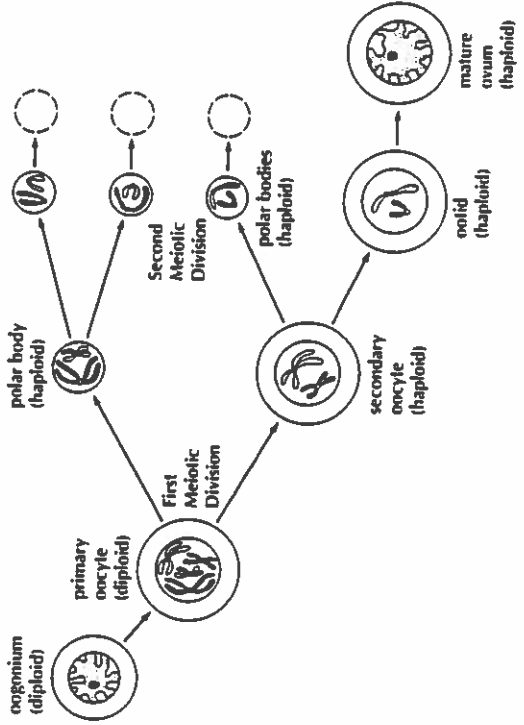 oogonium
(diploid)
primary
oocyte
(diploid)
First
Meiotic
Division
polar body
(haploid)
secondary
oocyte
(haploid)
Second
Meiotic
Division
polar bodies
(haploid)
ootid
(haploid)
mature
ovum
(haploid)